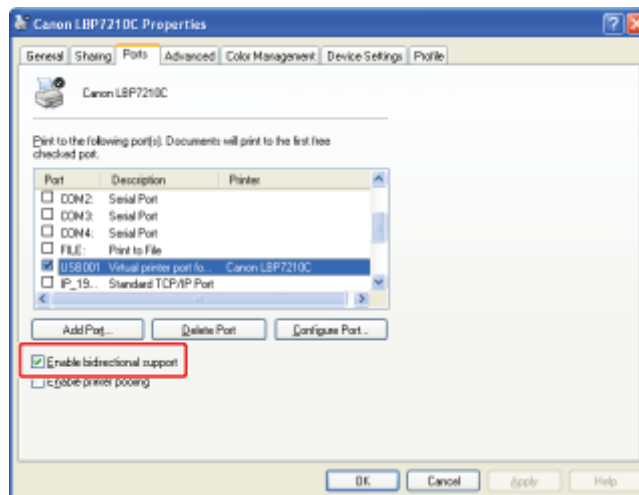 Canon LBP7210C Properties
General Sharing Ports Advanced Color Management Device Settings Profile
Canon LBP7210C
Print to the following port(s). Documents will print to the first free
checked port.
Port Description Printer
COM2: Serial Port
COM3: Serial Port
COM4: Serial Port
FILE: Print to File
USB001 Virtual printer port fo... Canon LBP7210C
IP_19... Standard TCP/IP Port
Add Port... Delete Port Configure Port...
Enable bidirectional support
Enable printer pooling
OK Cancel Apply Help